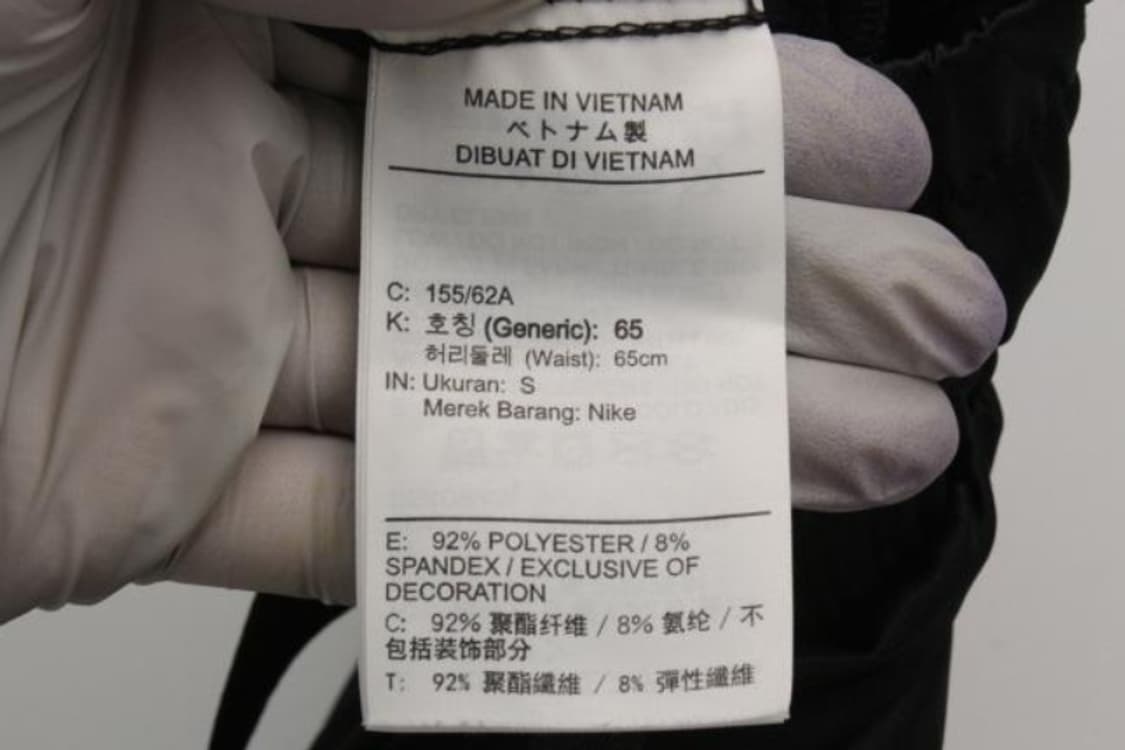 MADE IN VIETNAM
ベトナム製
DIBUAT DI VIETNAM
C: 155/62A
K: 호칭 (Generic): 65
허리둘레 (Waist): 65cm
IN: Ukuran: S
Merek Barang: Nike
E: 92% POLYESTER / 8%
SPANDEX / EXCLUSIVE OF
DECORATION
C: 92% 聚酯纤维 / 8% 氨纶 / 不
包括装饰部分
T: 92% 聚酯纖維 / 8% 彈性纖維